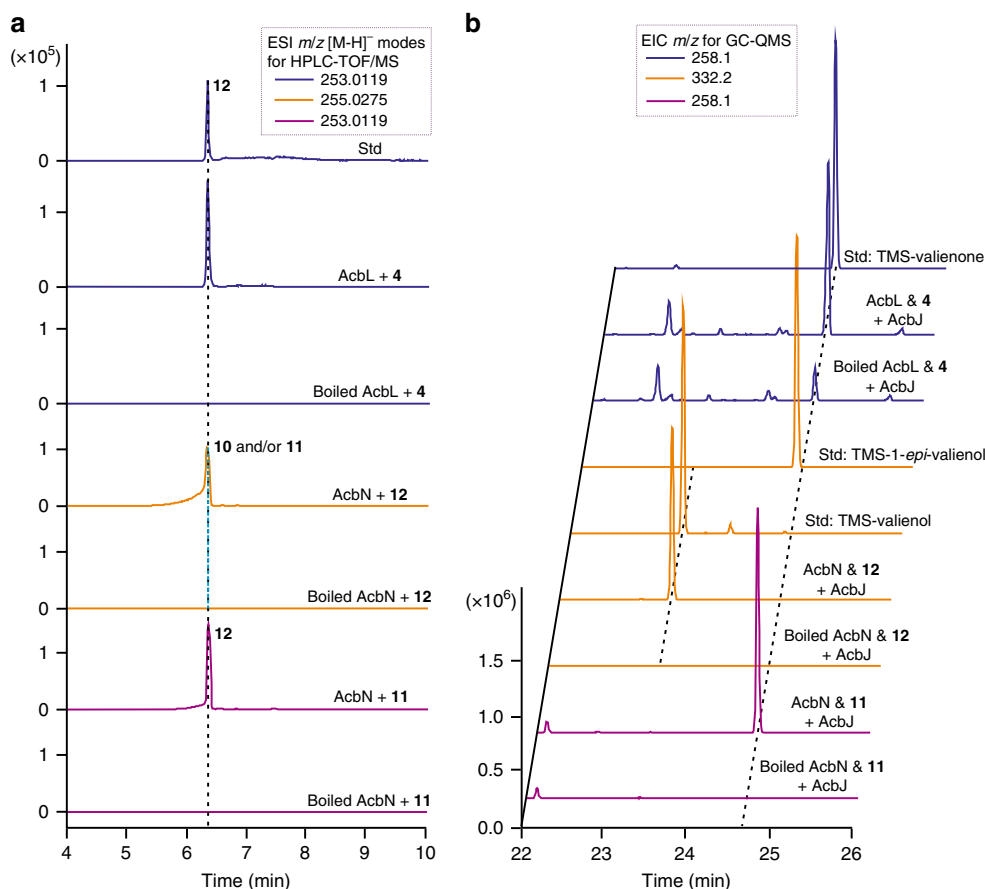 a
(×10⁵)
ESI m/z [M-H]⁻ modes
for HPLC-TOF/MS
253.0119
255.0275
253.0119
1
12
0
Std
1
0
AcbL + 4
1
0
Boiled AcbL + 4
1
10 and/or 11
0
AcbN + 12
1
0
Boiled AcbN + 12
1
12
0
AcbN + 11
1
0
Boiled AcbN + 11
4 5 6 7 8 9 10
Time (min)
b
EIC m/z for GC-QMS
258.1
332.2
258.1
Std: TMS-valienone
AcbL & 4
+ AcbJ
Boiled AcbL & 4
+ AcbJ
Std: TMS-1-epi-valienol
Std: TMS-valienol
AcbN & 12
+ AcbJ
(×10⁶)
Boiled AcbN & 12
+ AcbJ
1.5
AcbN & 11
+ AcbJ
1.0
Boiled AcbN & 11
+ AcbJ
0.5
0.0
22 23 24 25 26
Time (min)